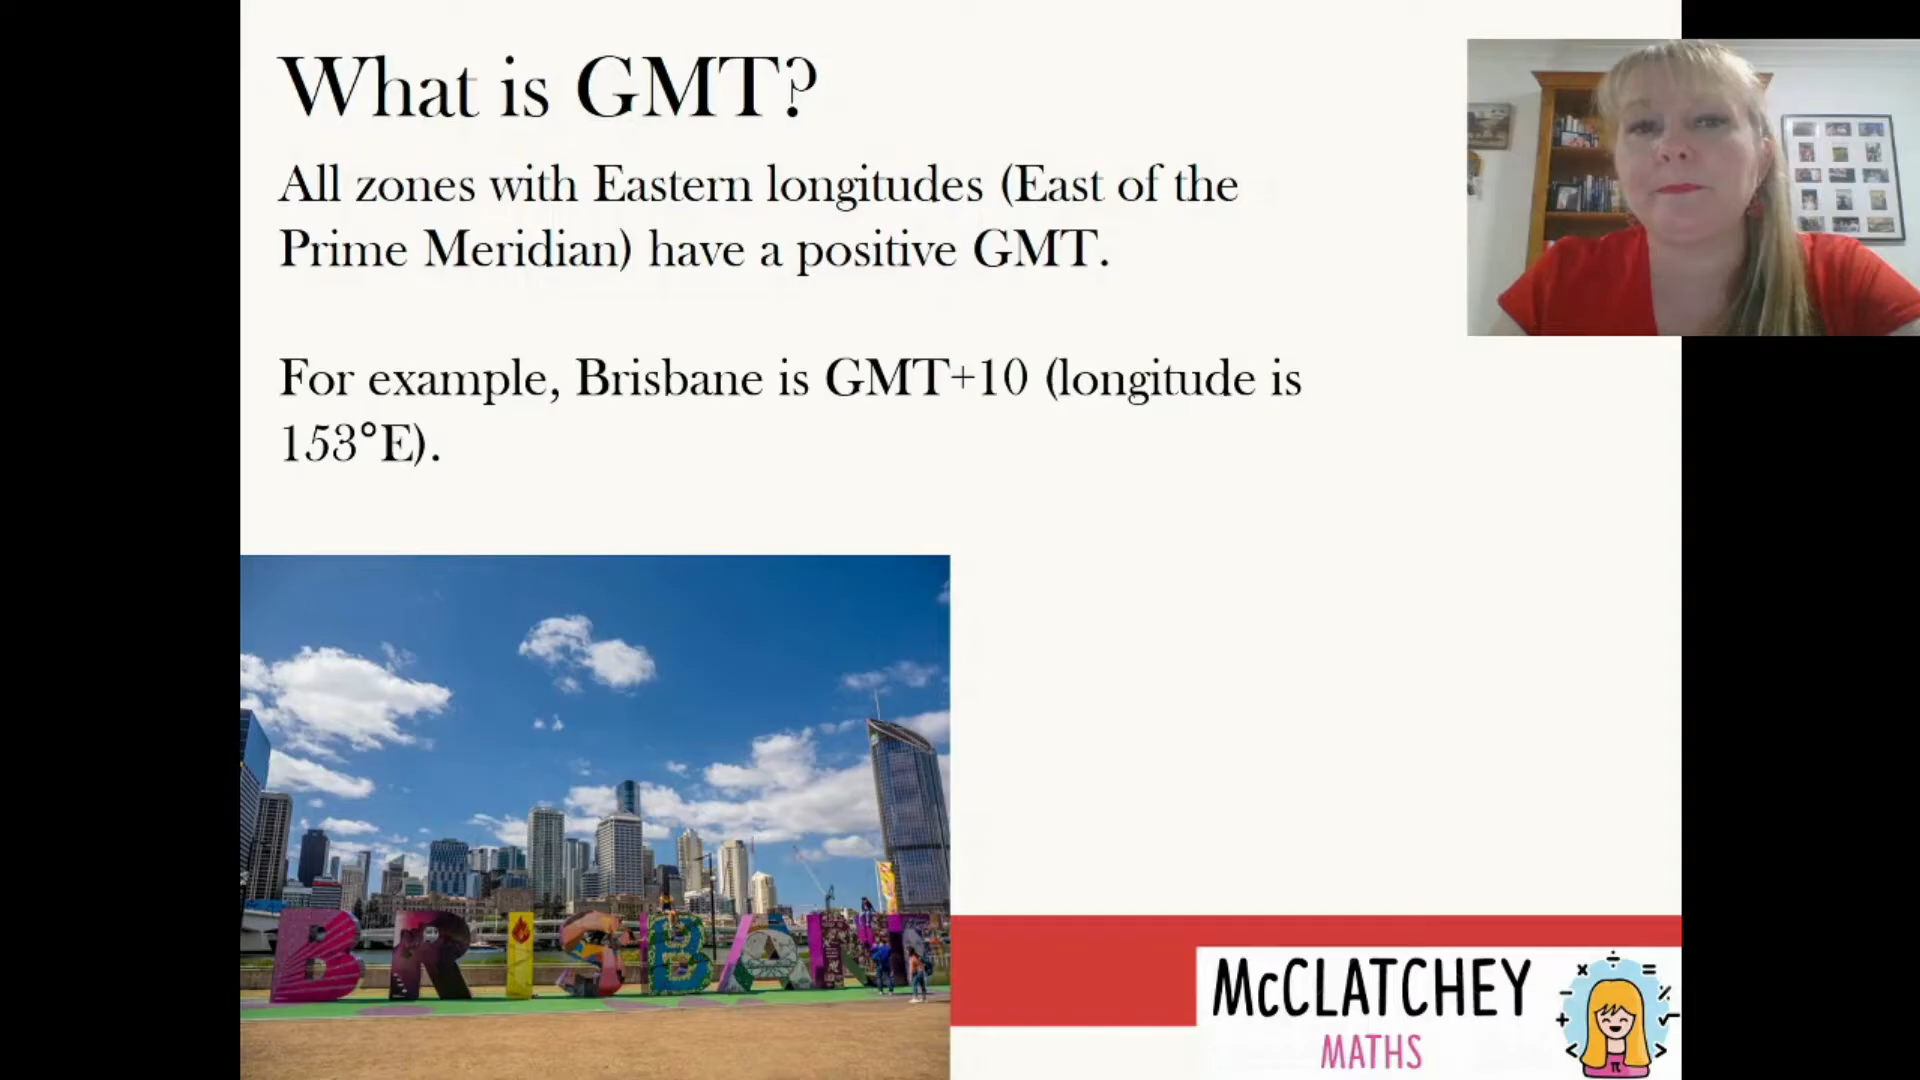 What is GMT?
All zones with Eastern longitudes (East of the
Prime Meridian) have a positive GMT.
For example, Brisbane is GMT+10 (longitude is
153°E).
BRISBANE
McCLATCHEY
MATHS
× ÷ =
- %
+ √
< π >